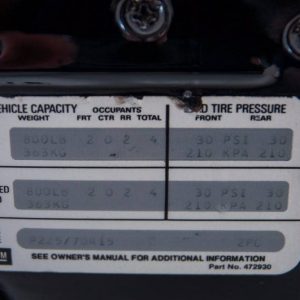 VEHICLE CAPACITY OCCUPANTS TIRE PRESSURE
WEIGHT FRT CTR RR TOTAL FRONT REAR
800LB 2 0 2 4 30 PSI 30
363KG 210 KPA 210
800LB 2 0 2 4 30 PSI 30
363KG 210 KPA 210
P225/70R15
SEE OWNER'S MANUAL FOR ADDITIONAL INFORMATION
Part No. 472930